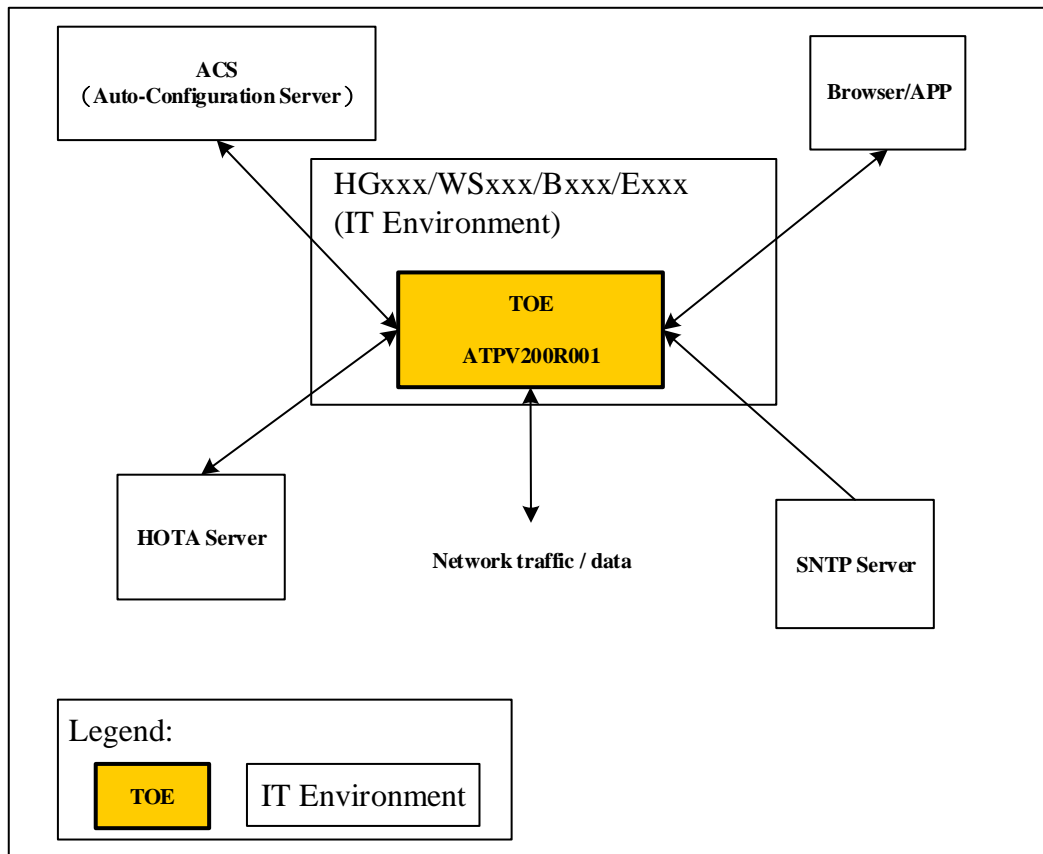 ACS
（Auto-Configuration Server）
Browser/APP
HGxxx/WSxxx/Bxxx/Exxx
(IT Environment)
TOE
ATPV200R001
HOTA Server
Network traffic / data
SNTP Server
Legend:
TOE
IT Environment